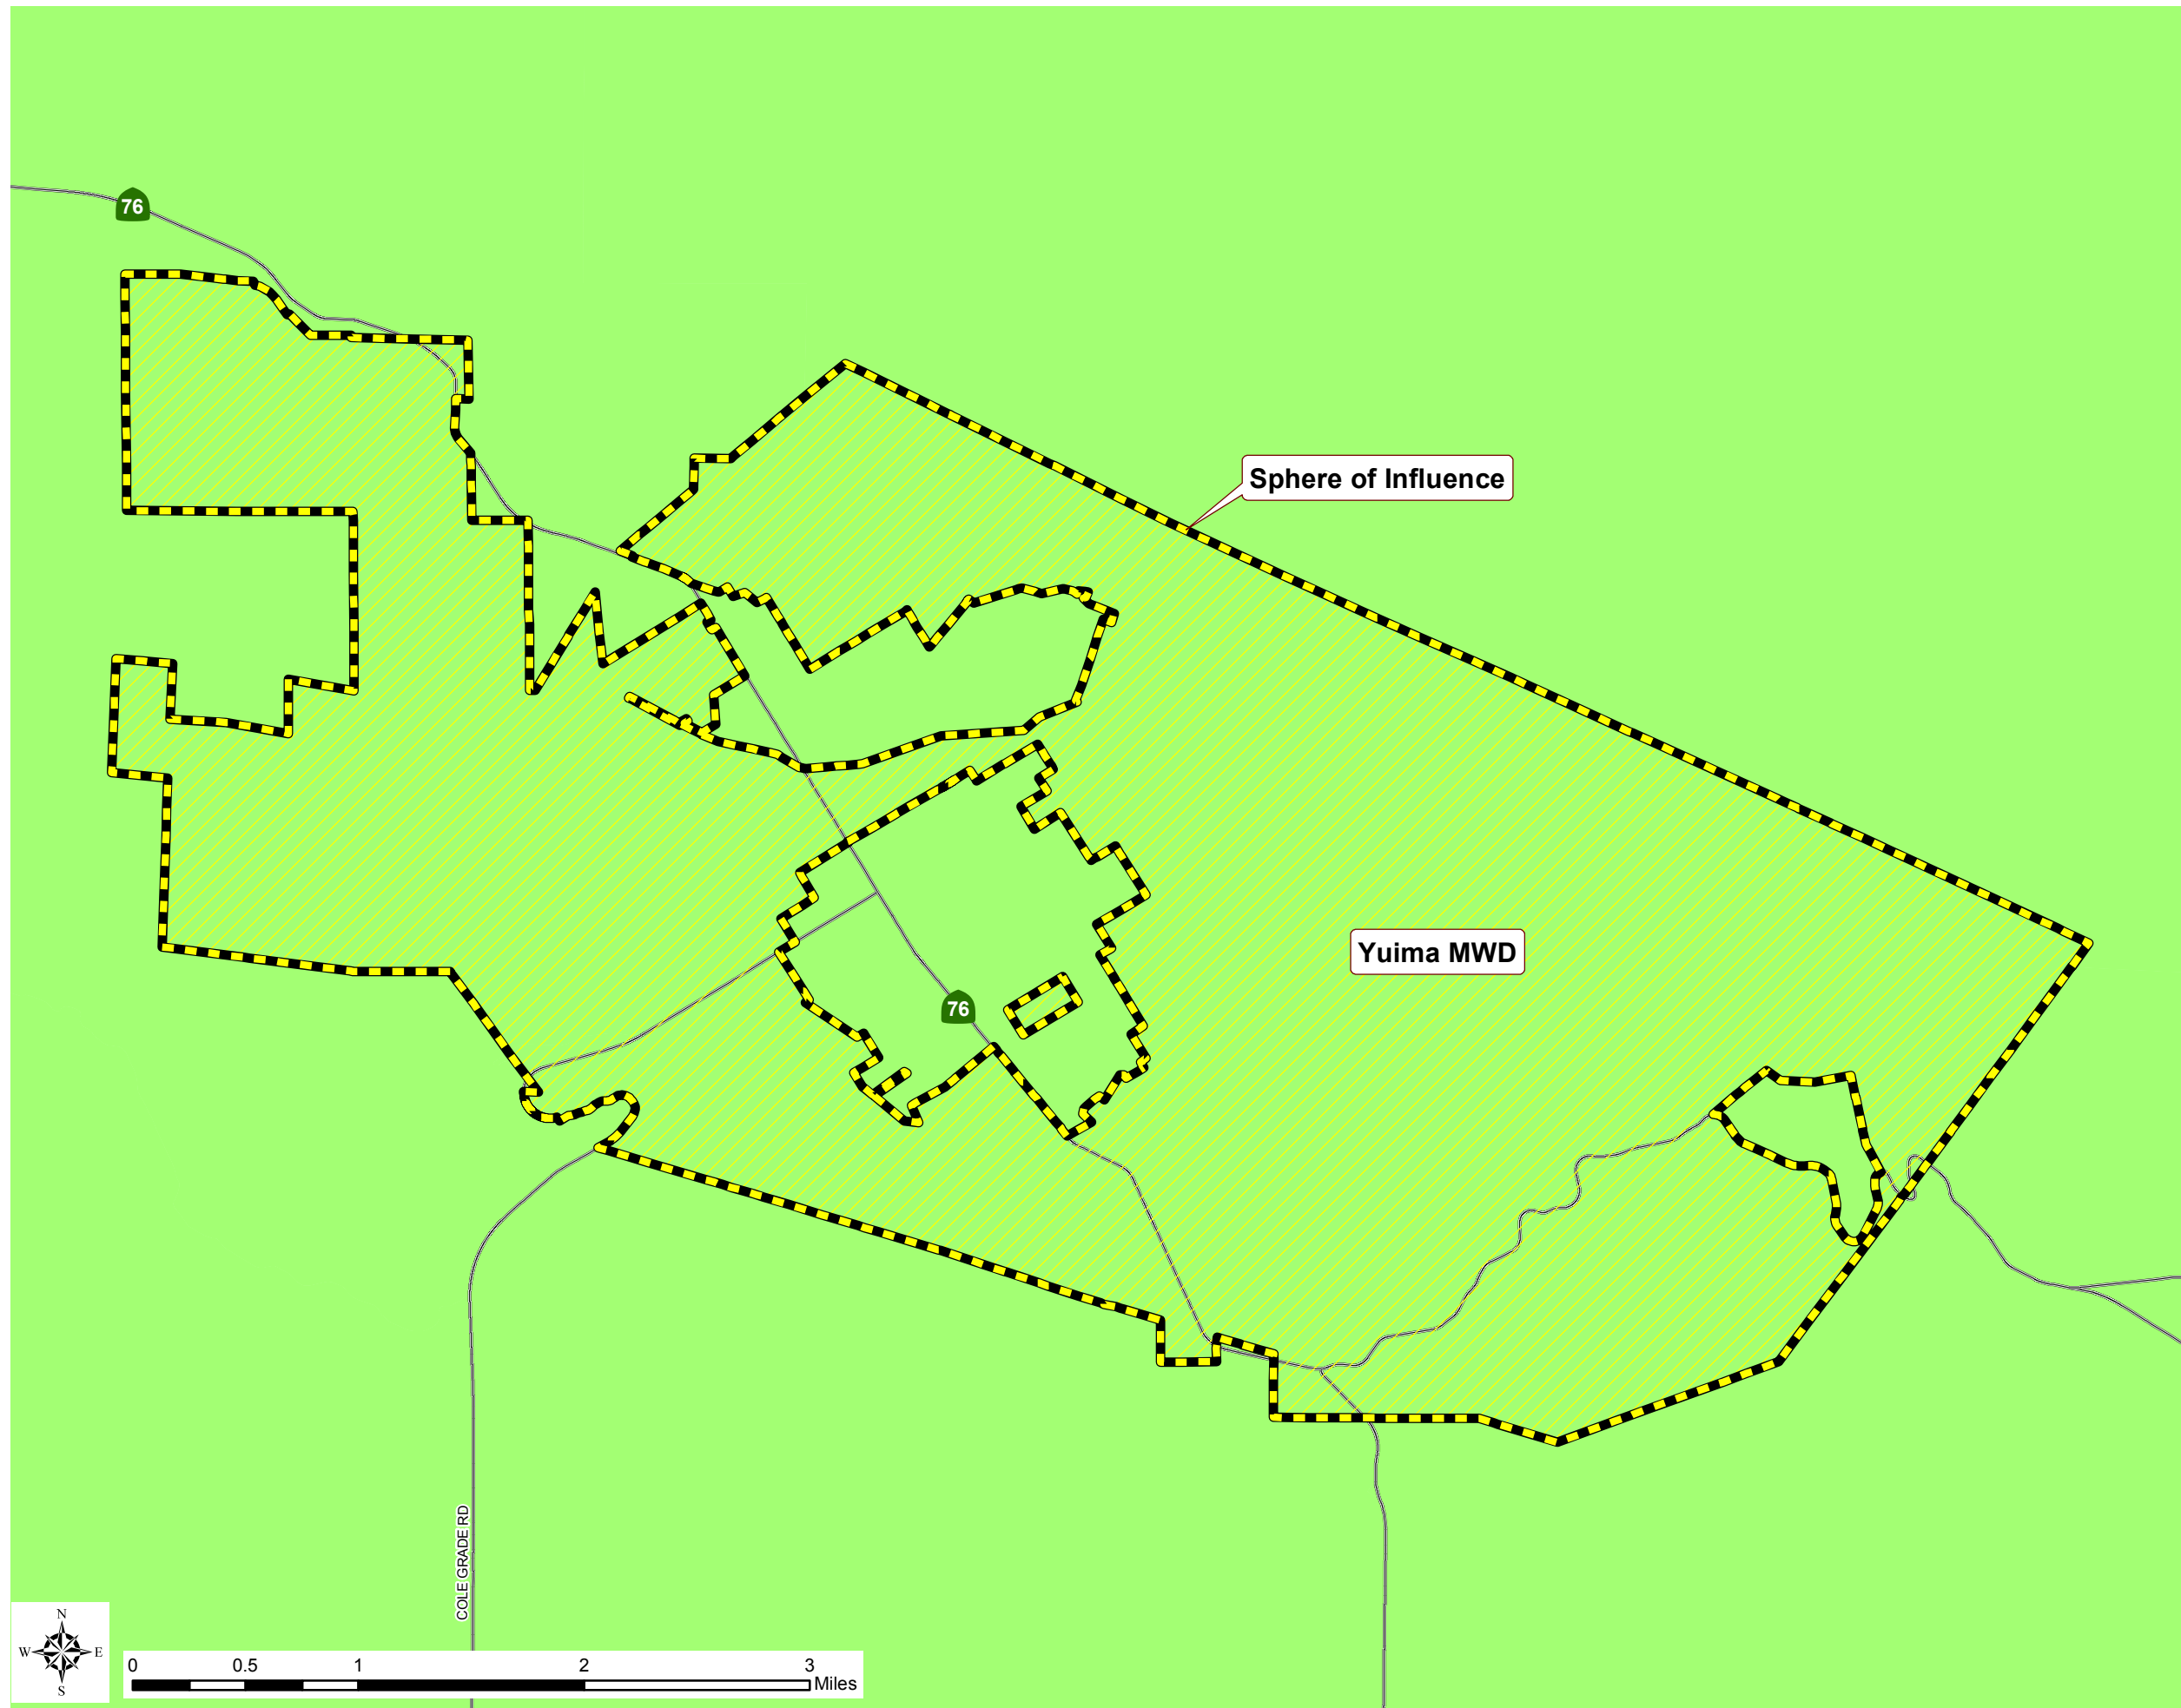 76
Sphere of Influence
Yuima MWD
76
COLE GRADE RD
N
W E
S
0 0.5 1 2 3
Miles